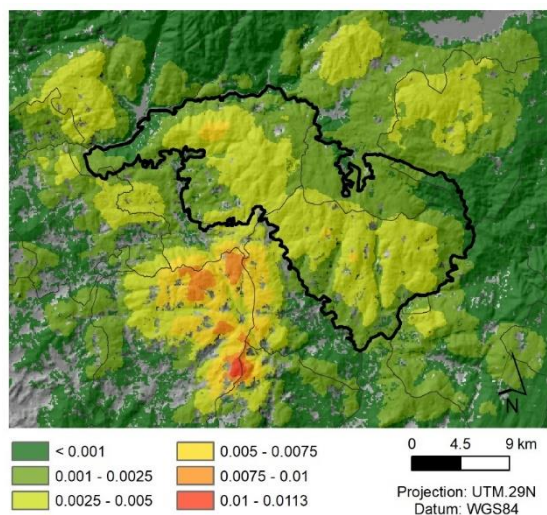 N
< 0.001
0.001 - 0.0025
0.0025 - 0.005
0.005 - 0.0075
0.0075 - 0.01
0.01 - 0.0113
0 4.5 9 km
Projection: UTM.29N
Datum: WGS84